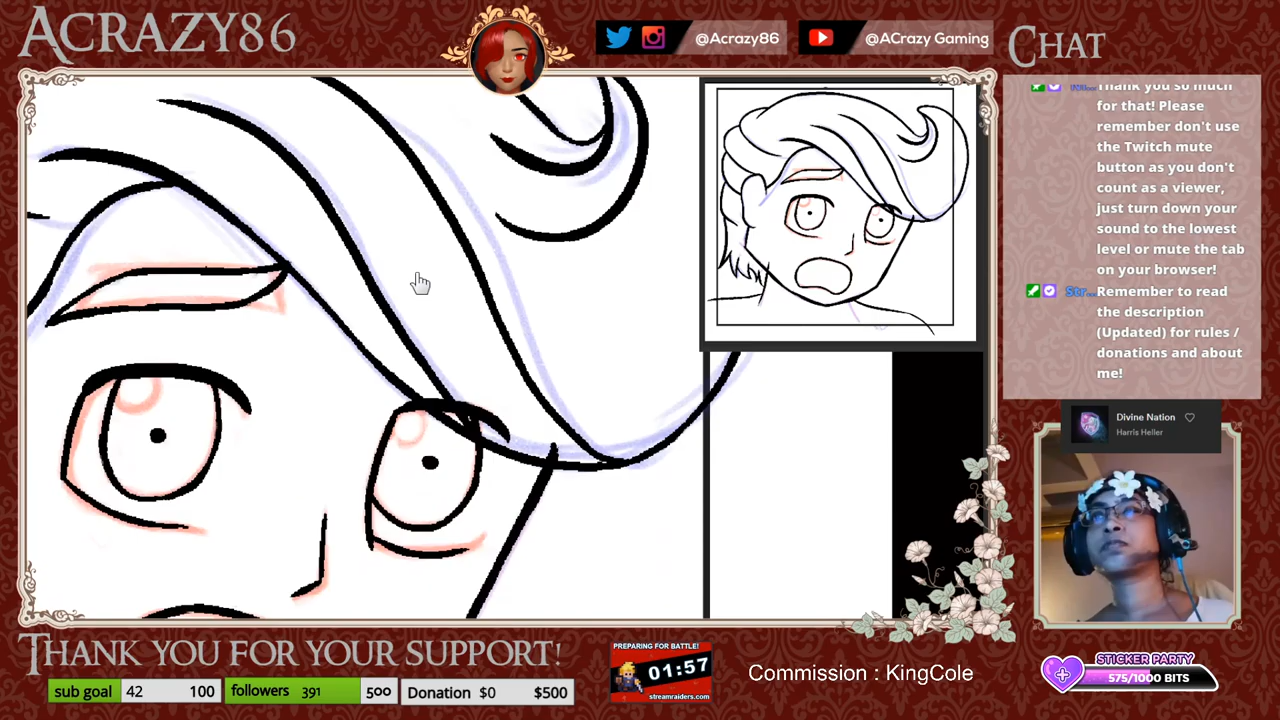 ACRAZY86
@Acrazy86
@ACrazy Gaming
CHAT
Thank you so much
for that! Please
remember don't use
the Twitch mute
button as you don't
count as a viewer,
just turn down your
sound to the lowest
level or mute the tab
on your browser!
Str... Remember to read
the description
(Updated) for rules /
donations and about
me!
Divine Nation
Harris Heller
THANK YOU FOR YOUR SUPPORT!
sub goal 42 100
followers 391 500
Donation $0 $500
PREPARING FOR BATTLE!
01:57
streamraiders.com
Commission : KingCole
STICKER PARTY
575/1000 BITS